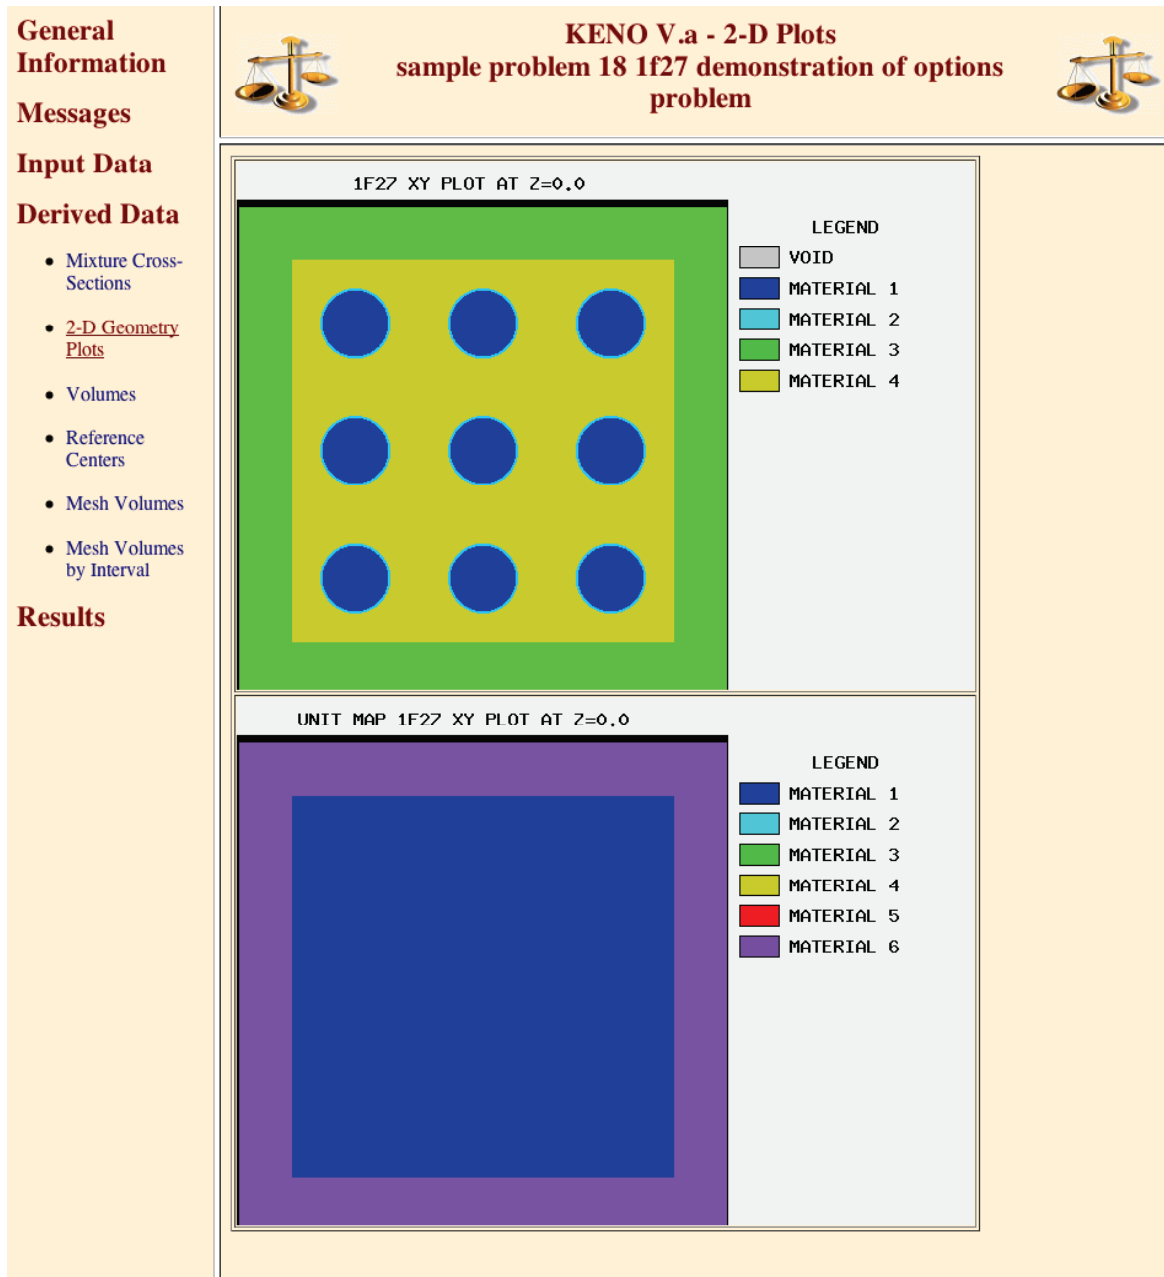 General
Information
Messages
Input Data
Derived Data
Mixture Cross-
Sections
2-D Geometry
Plots
Volumes
Reference
Centers
Mesh Volumes
Mesh Volumes
by Interval
Results
KENO V.a - 2-D Plots
sample problem 18 1f27 demonstration of options
problem
1F27 XY PLOT AT Z=0.0
LEGEND
VOID
MATERIAL 1
MATERIAL 2
MATERIAL 3
MATERIAL 4
UNIT MAP 1F27 XY PLOT AT Z=0.0
LEGEND
MATERIAL 1
MATERIAL 2
MATERIAL 3
MATERIAL 4
MATERIAL 5
MATERIAL 6